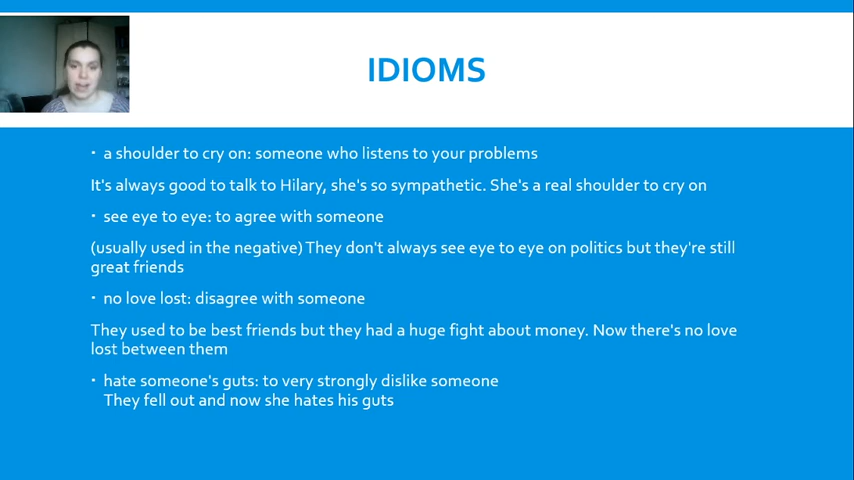 IDIOMS
· a shoulder to cry on: someone who listens to your problems
It's always good to talk to Hilary, she's so sympathetic. She's a real shoulder to cry on
· see eye to eye: to agree with someone
(usually used in the negative) They don't always see eye to eye on politics but they're still
great friends
· no love lost: disagree with someone
They used to be best friends but they had a huge fight about money. Now there's no love
lost between them
· hate someone's guts: to very strongly dislike someone
They fell out and now she hates his guts